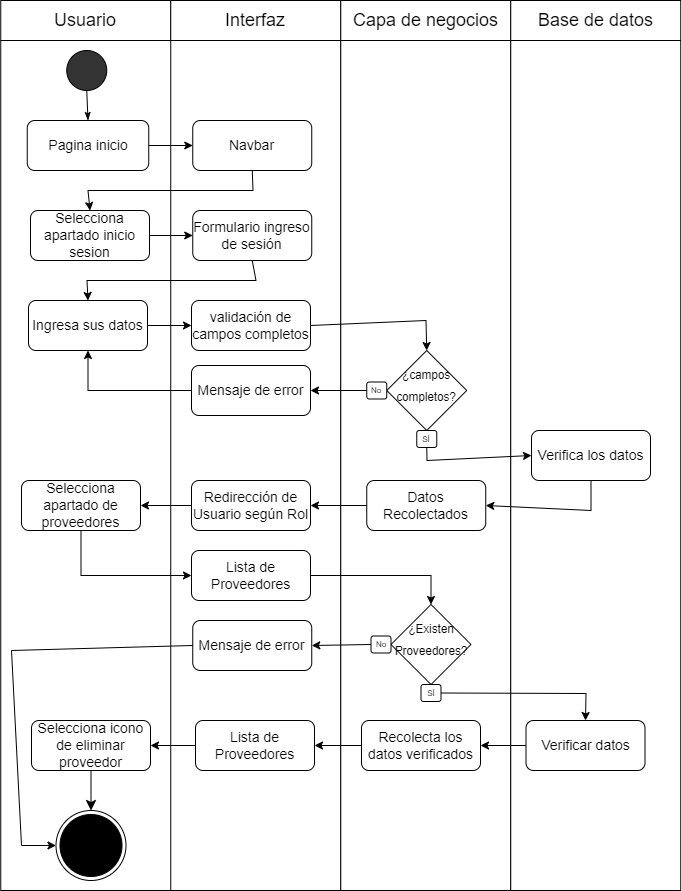 Usuario
Interfaz
Capa de negocios
Base de datos
Pagina inicio
Navbar
Selecciona
apartado inicio
sesion
Formulario ingreso
de sesión
Ingresa sus datos
validación de
campos completos
¿campos
completos?
No
Mensaje de error
SÍ
Verifica los datos
Selecciona
apartado de
proveedores
Redirección de
Usuario según Rol
Datos
Recolectados
Lista de
Proveedores
¿Existen
Proveedores?
No
Mensaje de error
SÍ
Selecciona icono
de eliminar
proveedor
Lista de
Proveedores
Recolecta los
datos verificados
Verificar datos